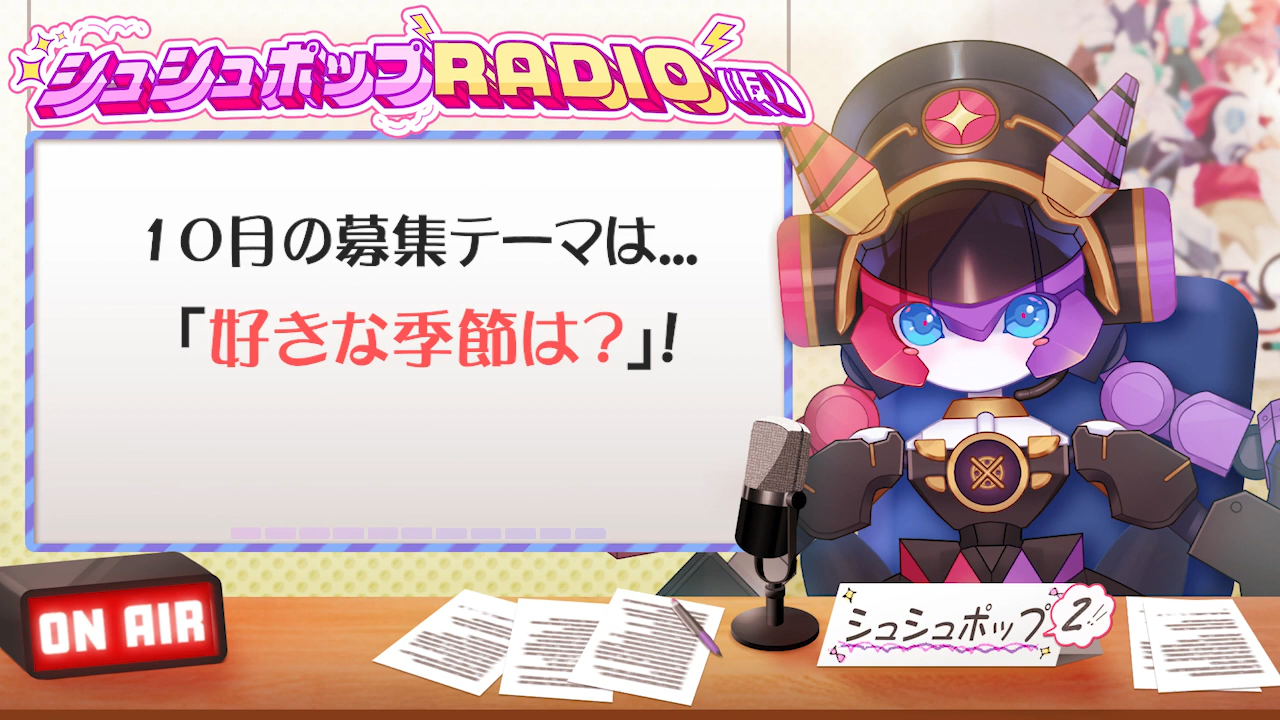 シュシュポップRADIO(仮)
10月の募集テーマは...
「好きな季節は?」!
ON AIR
シュシュポップ2!!